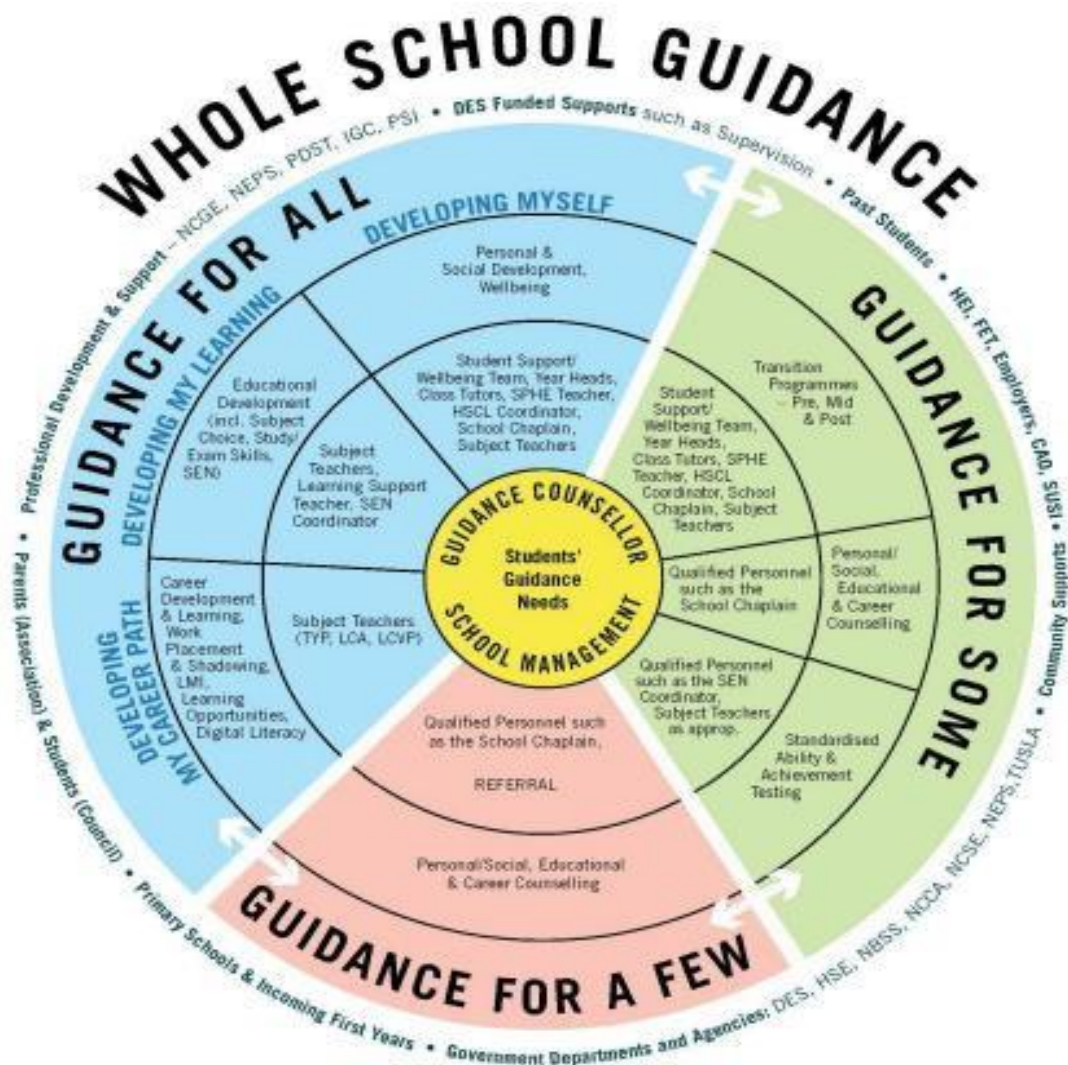 WHOLE SCHOOL GUIDANCE
Professional Development & Support – NCGE, NEPS, PDST, IGC, PSI • DES Funded Supports such as Supervision • Past Students • HEI, FET, Employers, CAO, SUSI • Community Supports •
Government Departments and Agencies: DES, HSE, NBSS, NCCA, NCSE, NEPS, TUSLA
• Primary Schools & Incoming First Years •
Parents (Association) & Students (Council) •
GUIDANCE FOR ALL
DEVELOPING MYSELF
Personal &
Social Development,
Wellbeing
Student Support/
Wellbeing Team, Year Heads,
Class Tutors, SPHE Teacher,
HSCL Coordinator,
School Chaplain,
Subject Teachers
DEVELOPING MY LEARNING
Educational
Development
(incl. Subject
Choice, Study/
Exam Skills,
SEN)
Subject
Teachers,
Learning Support
Teacher, SEN
Coordinator
DEVELOPING
MY CAREER PATH
Career
Development
& Learning,
Work
Placement
& Shadowing,
LMI,
Learning
Opportunities,
Digital Literacy
Subject Teachers
(TYP, LCA, LCVP)
GUIDANCE COUNSELLOR
Students'
Guidance
Needs
SCHOOL MANAGEMENT
GUIDANCE FOR SOME
Transition
Programmes
– Pre, Mid
& Post
Student
Support/
Wellbeing Team,
Year Heads,
Class Tutors, SPHE
Teacher, HSCL
Coordinator, School
Chaplain, Subject
Teachers
Personal/
Social,
Educational
& Career
Counselling
Qualified Personnel
such as the
School Chaplain
Qualified Personnel
such as the SEN
Coordinator,
Subject Teachers
as approp.
Standardised
Ability &
Achievement
Testing
Qualified Personnel such
as the School Chaplain,
REFERRAL
Personal/Social, Educational
& Career Counselling
GUIDANCE FOR A FEW